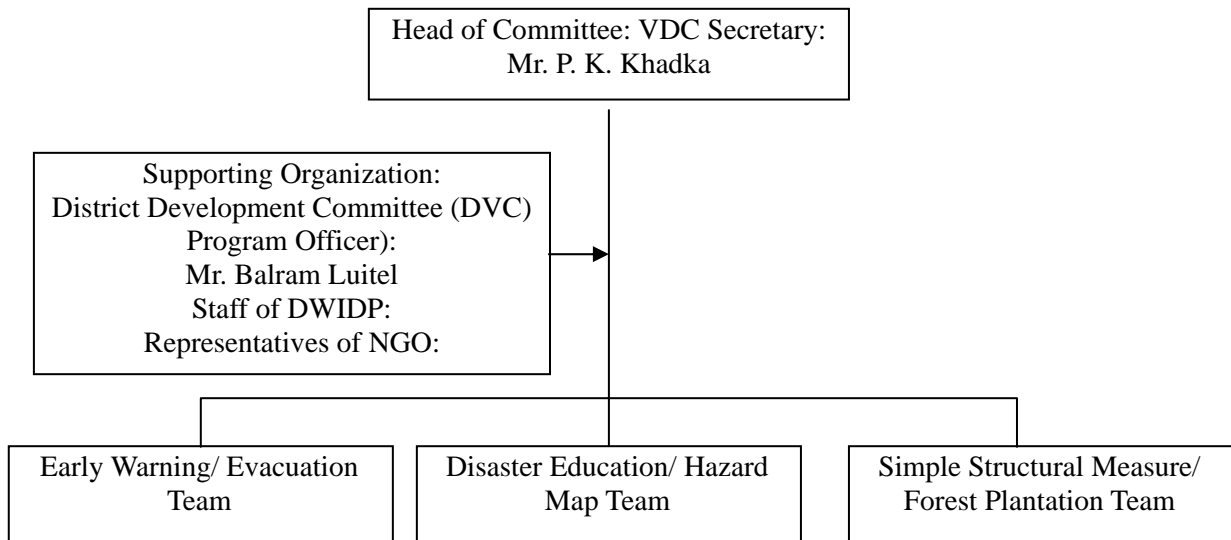 Head of Committee: VDC Secretary:
Mr. P. K. Khadka
Supporting Organization:
District Development Committee (DVC)
Program Officer):
Mr. Balram Luitel
Staff of DWIDP:
Representatives of NGO:
Early Warning/ Evacuation
Team
Disaster Education/ Hazard
Map Team
Simple Structural Measure/
Forest Plantation Team